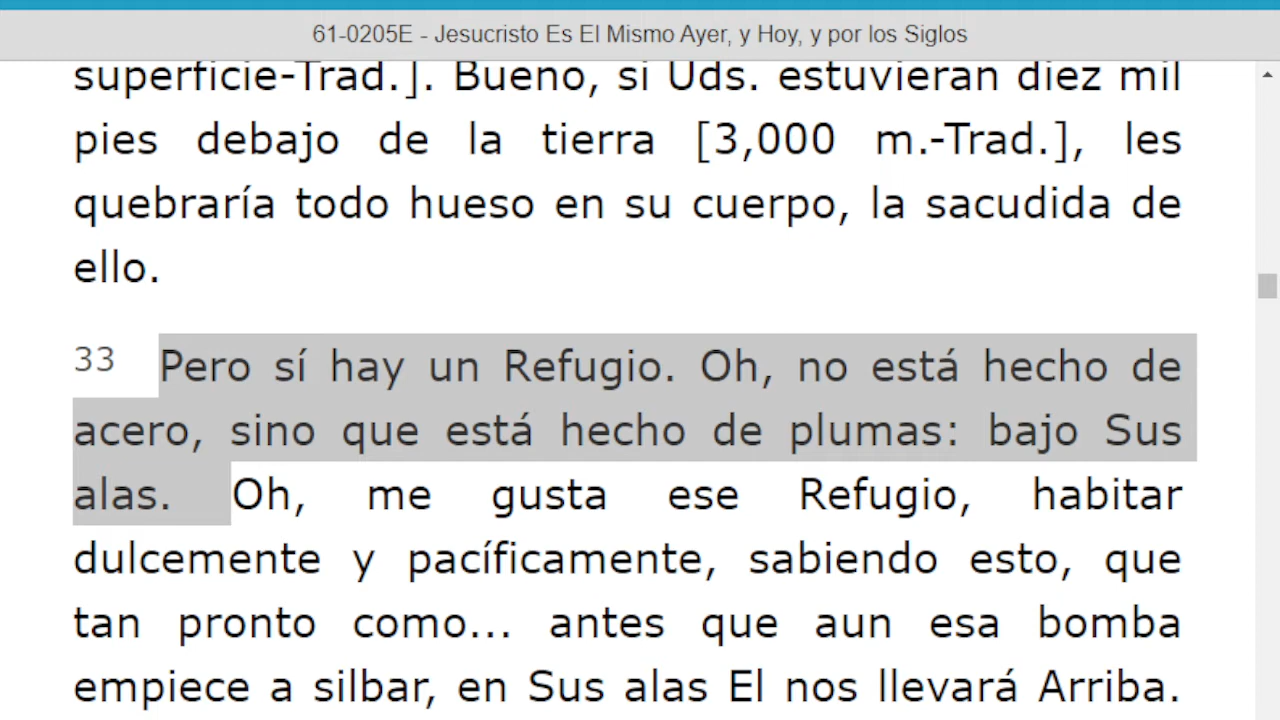 61-0205E - Jesucristo Es El Mismo Ayer, y Hoy, y por los Siglos
superficie-Trad.]. Bueno, si Uds. estuvieran diez mil
pies debajo de la tierra [3,000 m.-Trad.], les
quebraría todo hueso en su cuerpo, la sacudida de
ello.
33 Pero sí hay un Refugio. Oh, no está hecho de
acero, sino que está hecho de plumas: bajo Sus
alas. Oh, me gusta ese Refugio, habitar
dulcemente y pacíficamente, sabiendo esto, que
tan pronto como... antes que aun esa bomba
empiece a silbar, en Sus alas El nos llevará Arriba.